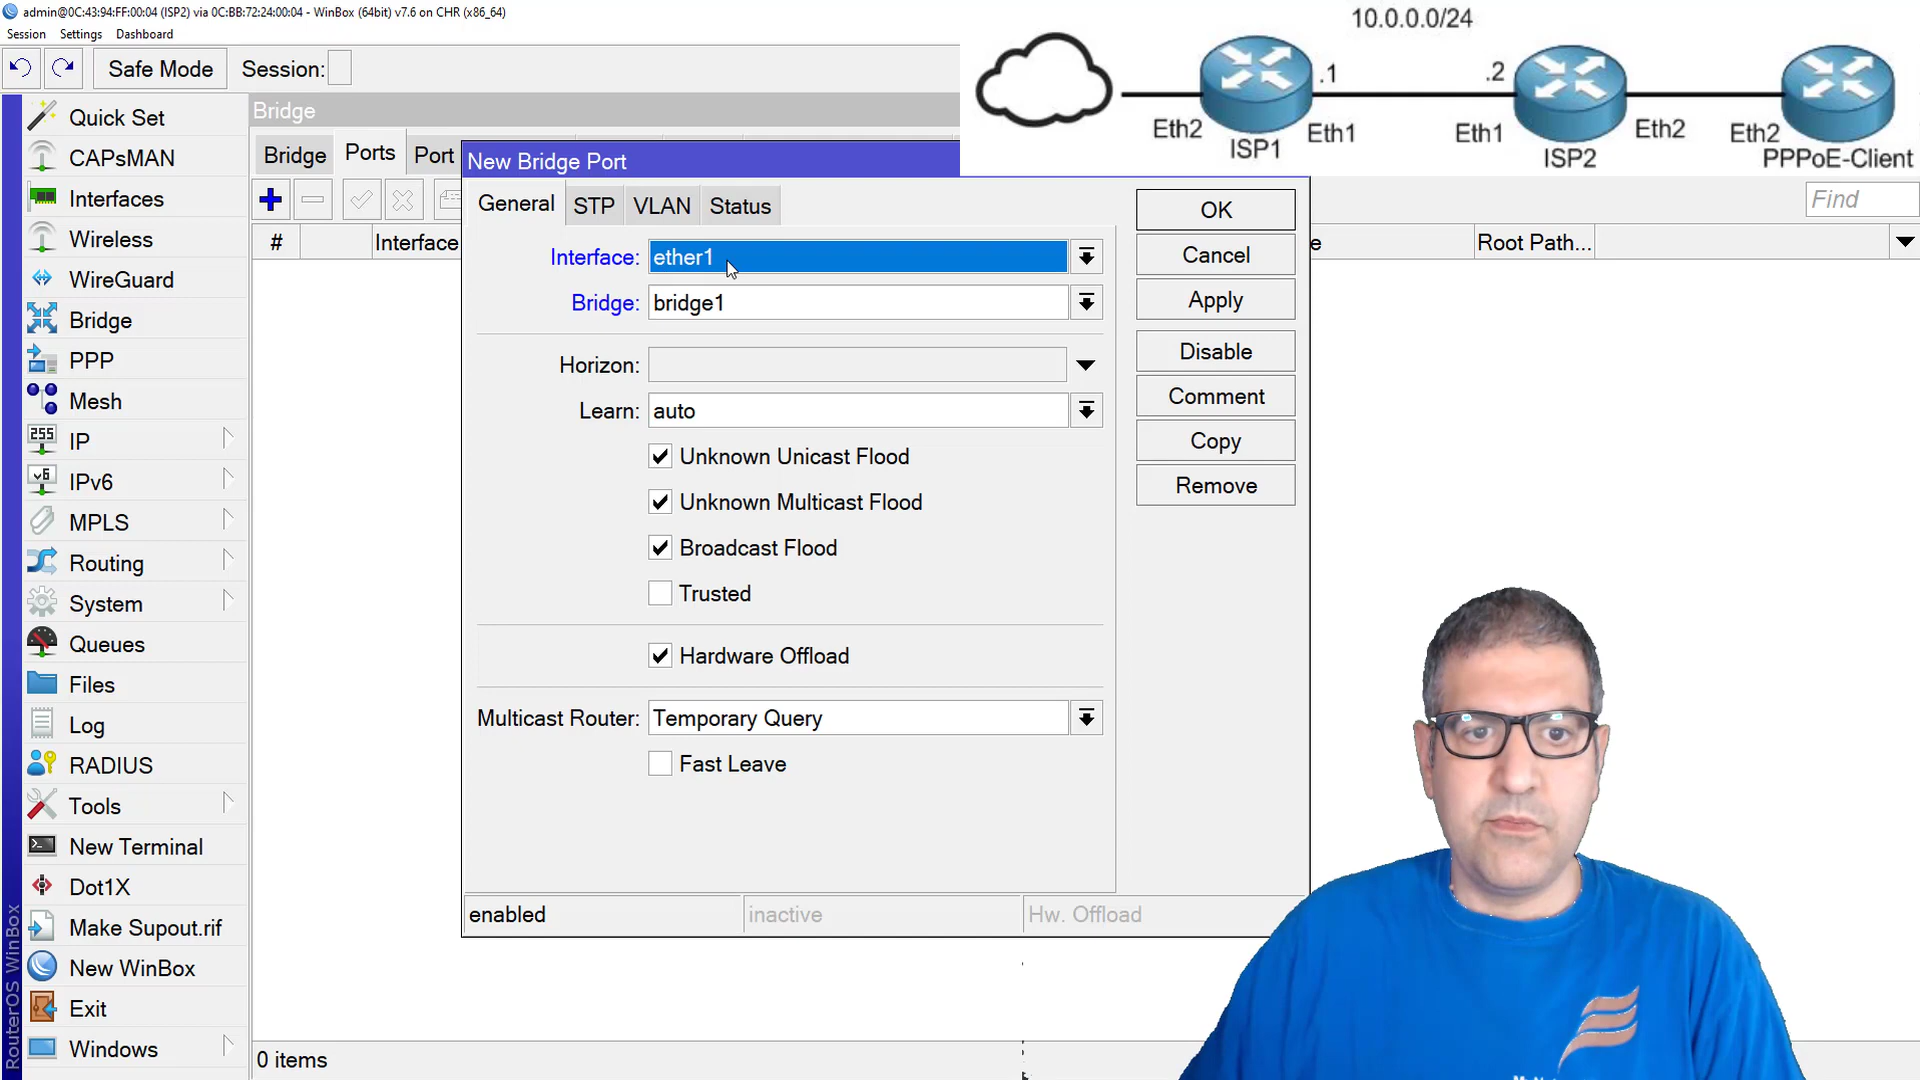 admin@0C:43:94:FF:00:04 (ISP2) via 0C:BB:72:24:00:04 - WinBox (64bit) v7.6 on CHR (x86_64)
Session Settings Dashboard
Safe Mode Session:
10.0.0.0/24
.1 .2
Eth2 Eth1 Eth1 Eth2 Eth2
ISP1 ISP2 PPPoE-Client
Quick Set
CAPsMAN
Interfaces
Wireless
WireGuard
Bridge
PPP
Mesh
IP
IPv6
MPLS
Routing
System
Queues
Files
Log
RADIUS
Tools
New Terminal
Dot1X
Make Supout.rif
New WinBox
Exit
Windows
RouterOS WinBox
255
v6
Bridge
Bridge Ports Port
Find
# Interface Root Path...
New Bridge Port
General STP VLAN Status
Interface: ether1
Bridge: bridge1
Horizon:
Learn: auto
Unknown Unicast Flood
Unknown Multicast Flood
Broadcast Flood
Trusted
Hardware Offload
Multicast Router: Temporary Query
Fast Leave
OK
Cancel
Apply
Disable
Comment
Copy
Remove
enabled inactive Hw. Offload
0 items